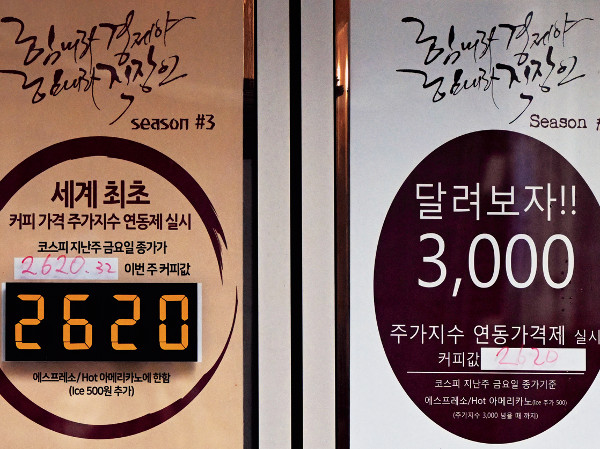 힘내라 경제야
힘내라 직장인
season #3
세계 최초
커피 가격 주가지수 연동제 실시
코스피 지난주 금요일 종가가
2620.32 이번 주 커피값
2620
에스프레소/Hot 아메리카노에 한함
(Ice 500원 추가)
힘내라 경제야
힘내라 직장인
Season #
달려보자!!
3,000
주가지수 연동가격제 실시
커피값 2620
코스피 지난주 금요일 종가기준
에스프레소/Hot 아메리카노(Ice 추가 500)
(주가지수 3,000 넘을 때 까지)